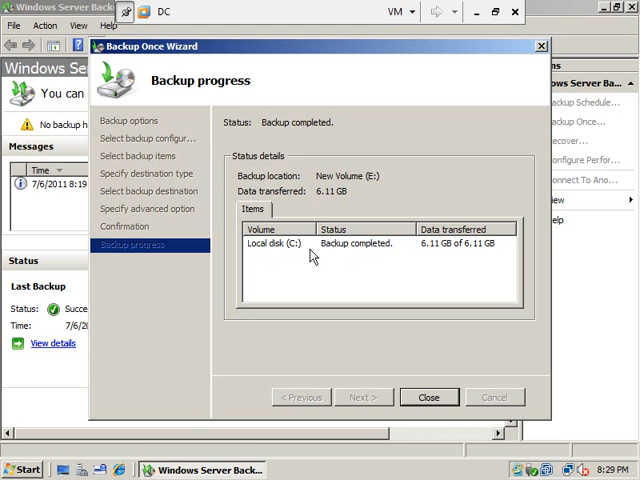 Windows Server Back
DC
VM
File
Action
View
Help
Backup Once Wizard
Backup progress
Windows Se
You can
No backup h
Messages
Time
7/6/2011 8:19
Status
Last Backup
Status:
Succe
Time:
7/6/20
View details
Backup options
Select backup configur...
Select backup items
Specify destination type
Select backup destination
Specify advanced option
Confirmation
Backup progress
Status:
Backup completed.
Status details
Backup location:
New Volume (E:)
Data transferred:
6.11 GB
Items
Volume
Status
Data transferred
Local disk (C:)
Backup completed.
6.11 GB of 6.11 GB
< Previous
Next >
Close
Cancel
ons
ndows Server Ba...
ackup Schedule...
ackup Once...
ecover...
onfigure Perfor...
onnect To Ano...
ew
elp
Start
Windows Server Back...
8:29 PM